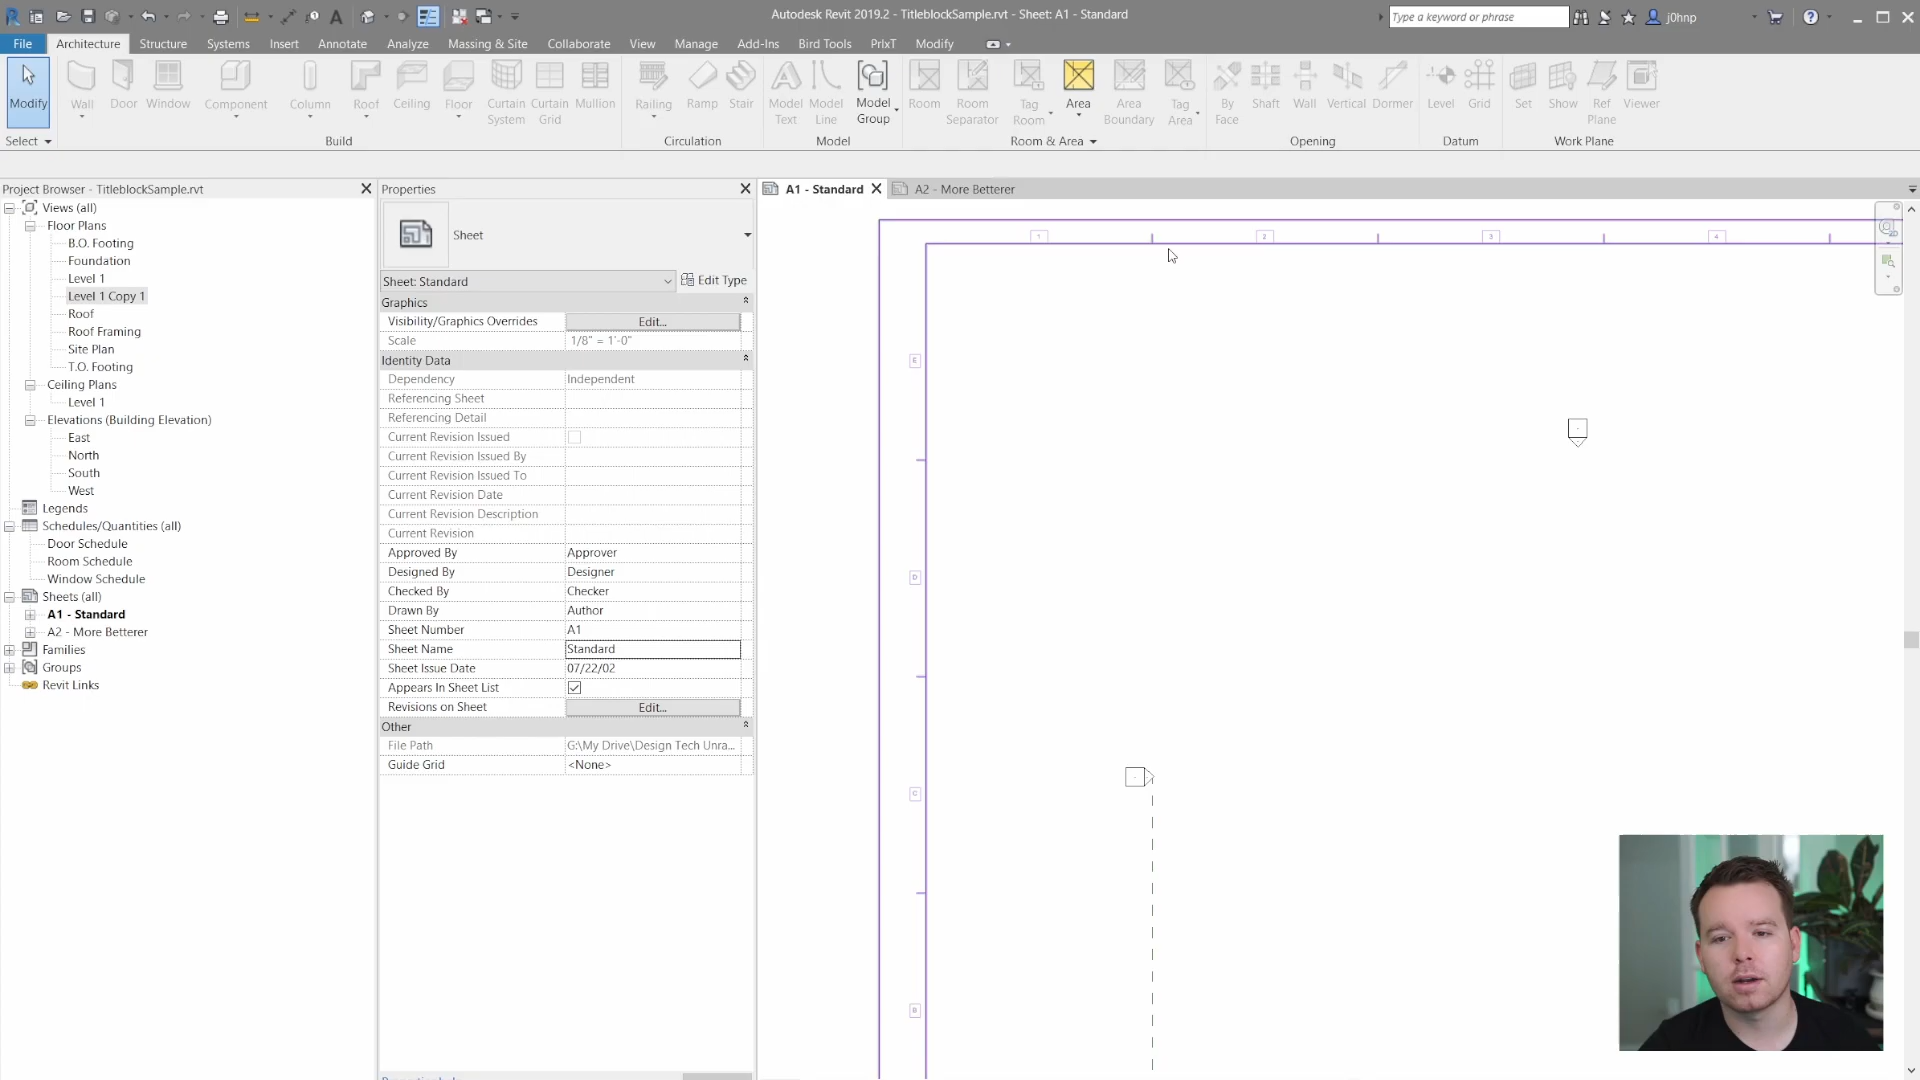 Autodesk Revit 2019.2 - TitleblockSample.rvt - Sheet: A1 - Standard
Type a keyword or phrase
j0hnp
File Architecture Structure Systems Insert Annotate Analyze Massing & Site Collaborate View Manage Add-Ins Bird Tools PrlxT Modify
Modify Wall Door Window Component Column Roof Ceiling Floor Curtain System Curtain Grid Mullion Railing Ramp Stair Model Text Model Line Model Group Room Room Separator Tag Room Area Area Boundary Tag Area By Face Shaft Wall Vertical Dormer Level Grid Set Show Ref Plane Viewer
Select Build Circulation Model Room & Area Opening Datum Work Plane
Project Browser - TitleblockSample.rvt
Views (all)
Floor Plans
B.O. Footing
Foundation
Level 1
Level 1 Copy 1
Roof
Roof Framing
Site Plan
T.O. Footing
Ceiling Plans
Level 1
Elevations (Building Elevation)
East
North
South
West
Legends
Schedules/Quantities (all)
Door Schedule
Room Schedule
Window Schedule
Sheets (all)
A1 - Standard
A2 - More Betterer
Families
Groups
Revit Links
Properties
Sheet
Sheet: Standard Edit Type
Graphics
Visibility/Graphics Overrides Edit...
Scale 1/8" = 1'-0"
Identity Data
Dependency Independent
Referencing Sheet
Referencing Detail
Current Revision Issued
Current Revision Issued By
Current Revision Issued To
Current Revision Date
Current Revision Description
Current Revision
Approved By Approver
Designed By Designer
Checked By Checker
Drawn By Author
Sheet Number A1
Sheet Name Standard
Sheet Issue Date 07/22/02
Appears In Sheet List
Revisions on Sheet Edit...
Other
File Path G:\My Drive\Design Tech Unra...
Guide Grid <None>
A1 - Standard A2 - More Betterer
1 2 3 4
E
D
C
B